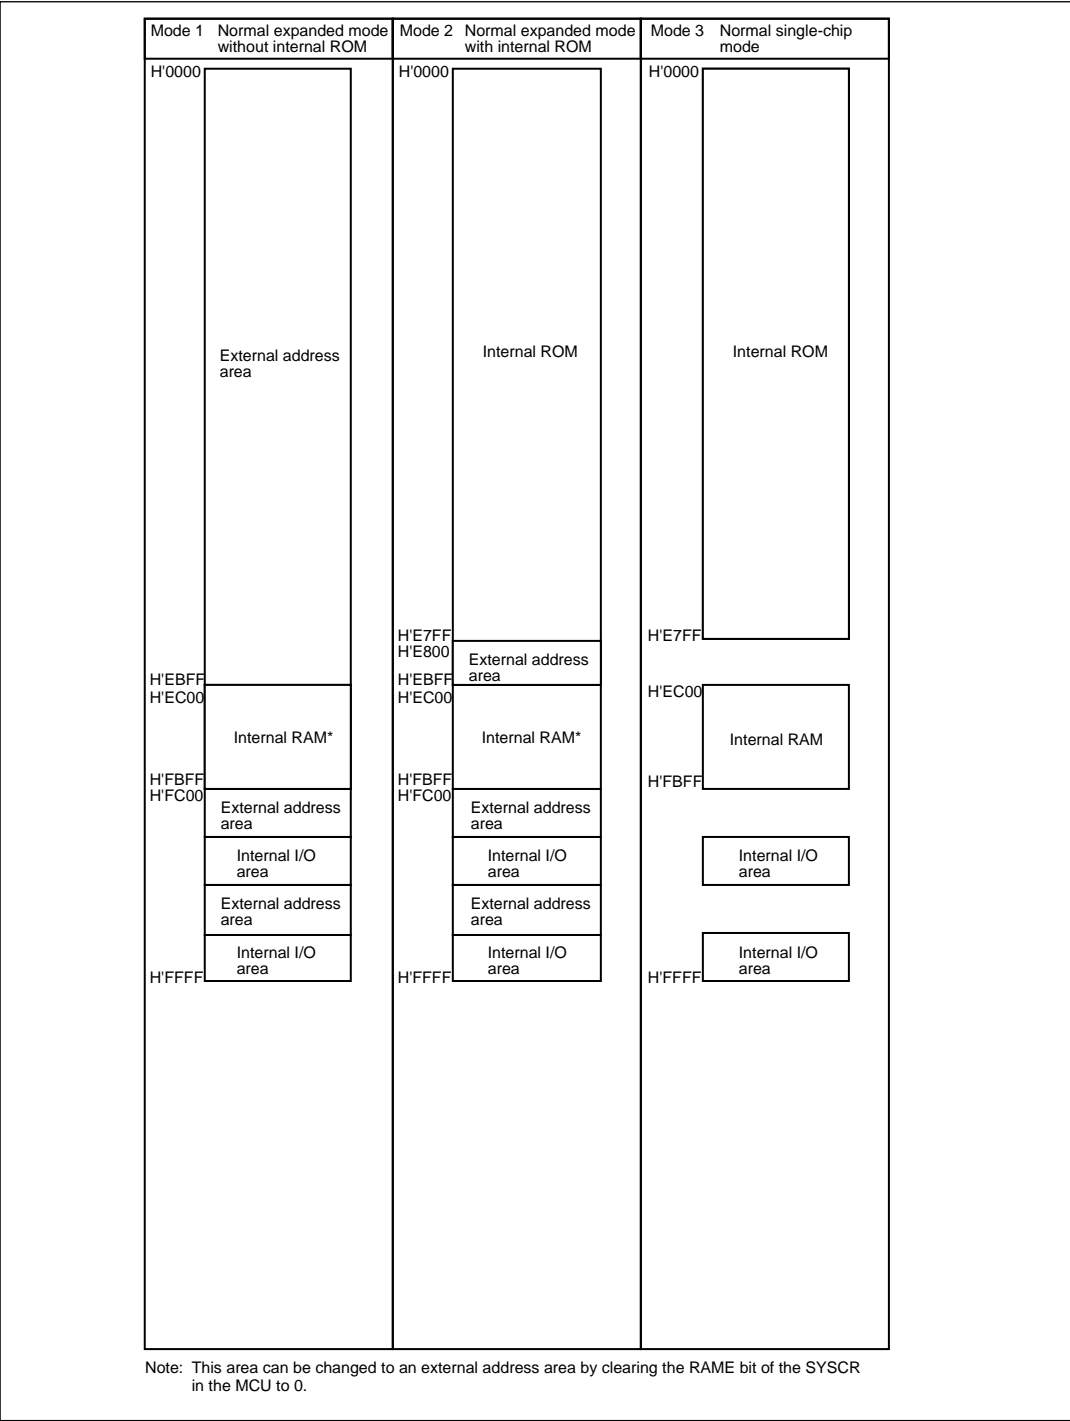 Mode 1 Normal expanded mode
without internal ROM
H'0000
External address
area
H'EBFF
H'EC00
Internal RAM*
H'FBFF
H'FC00
External address
area
Internal I/O
area
External address
area
Internal I/O
area
H'FFFF
Mode 2 Normal expanded mode
with internal ROM
H'0000
Internal ROM
H'E7FF
H'E800
External address
area
H'EBFF
H'EC00
Internal RAM*
H'FBFF
H'FC00
External address
area
Internal I/O
area
External address
area
Internal I/O
area
H'FFFF
Mode 3 Normal single-chip
mode
H'0000
Internal ROM
H'E7FF
H'EC00
Internal RAM
H'FBFF
Internal I/O
area
Internal I/O
area
H'FFFF
Note: This area can be changed to an external address area by clearing the RAME bit of the SYSCR
in the MCU to 0.